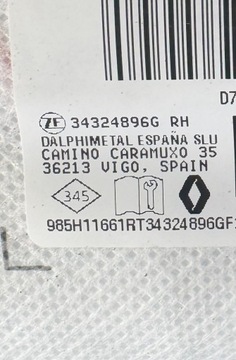 D7
ZF 34324896G RH
DALPHIMETAL ESPAÑA SLU
CAMINO CARAMUXO 35
36213 VIGO, SPAIN
345
985H11661RT34324896GF